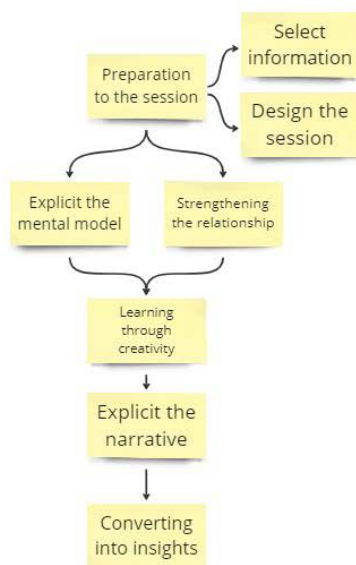 Select
information
Preparation
to the session
Design the
session
Explicit the
mental model
Strengthening
the relationship
Learning
through
creativity
Explicit the
narrative
Converting
into insights